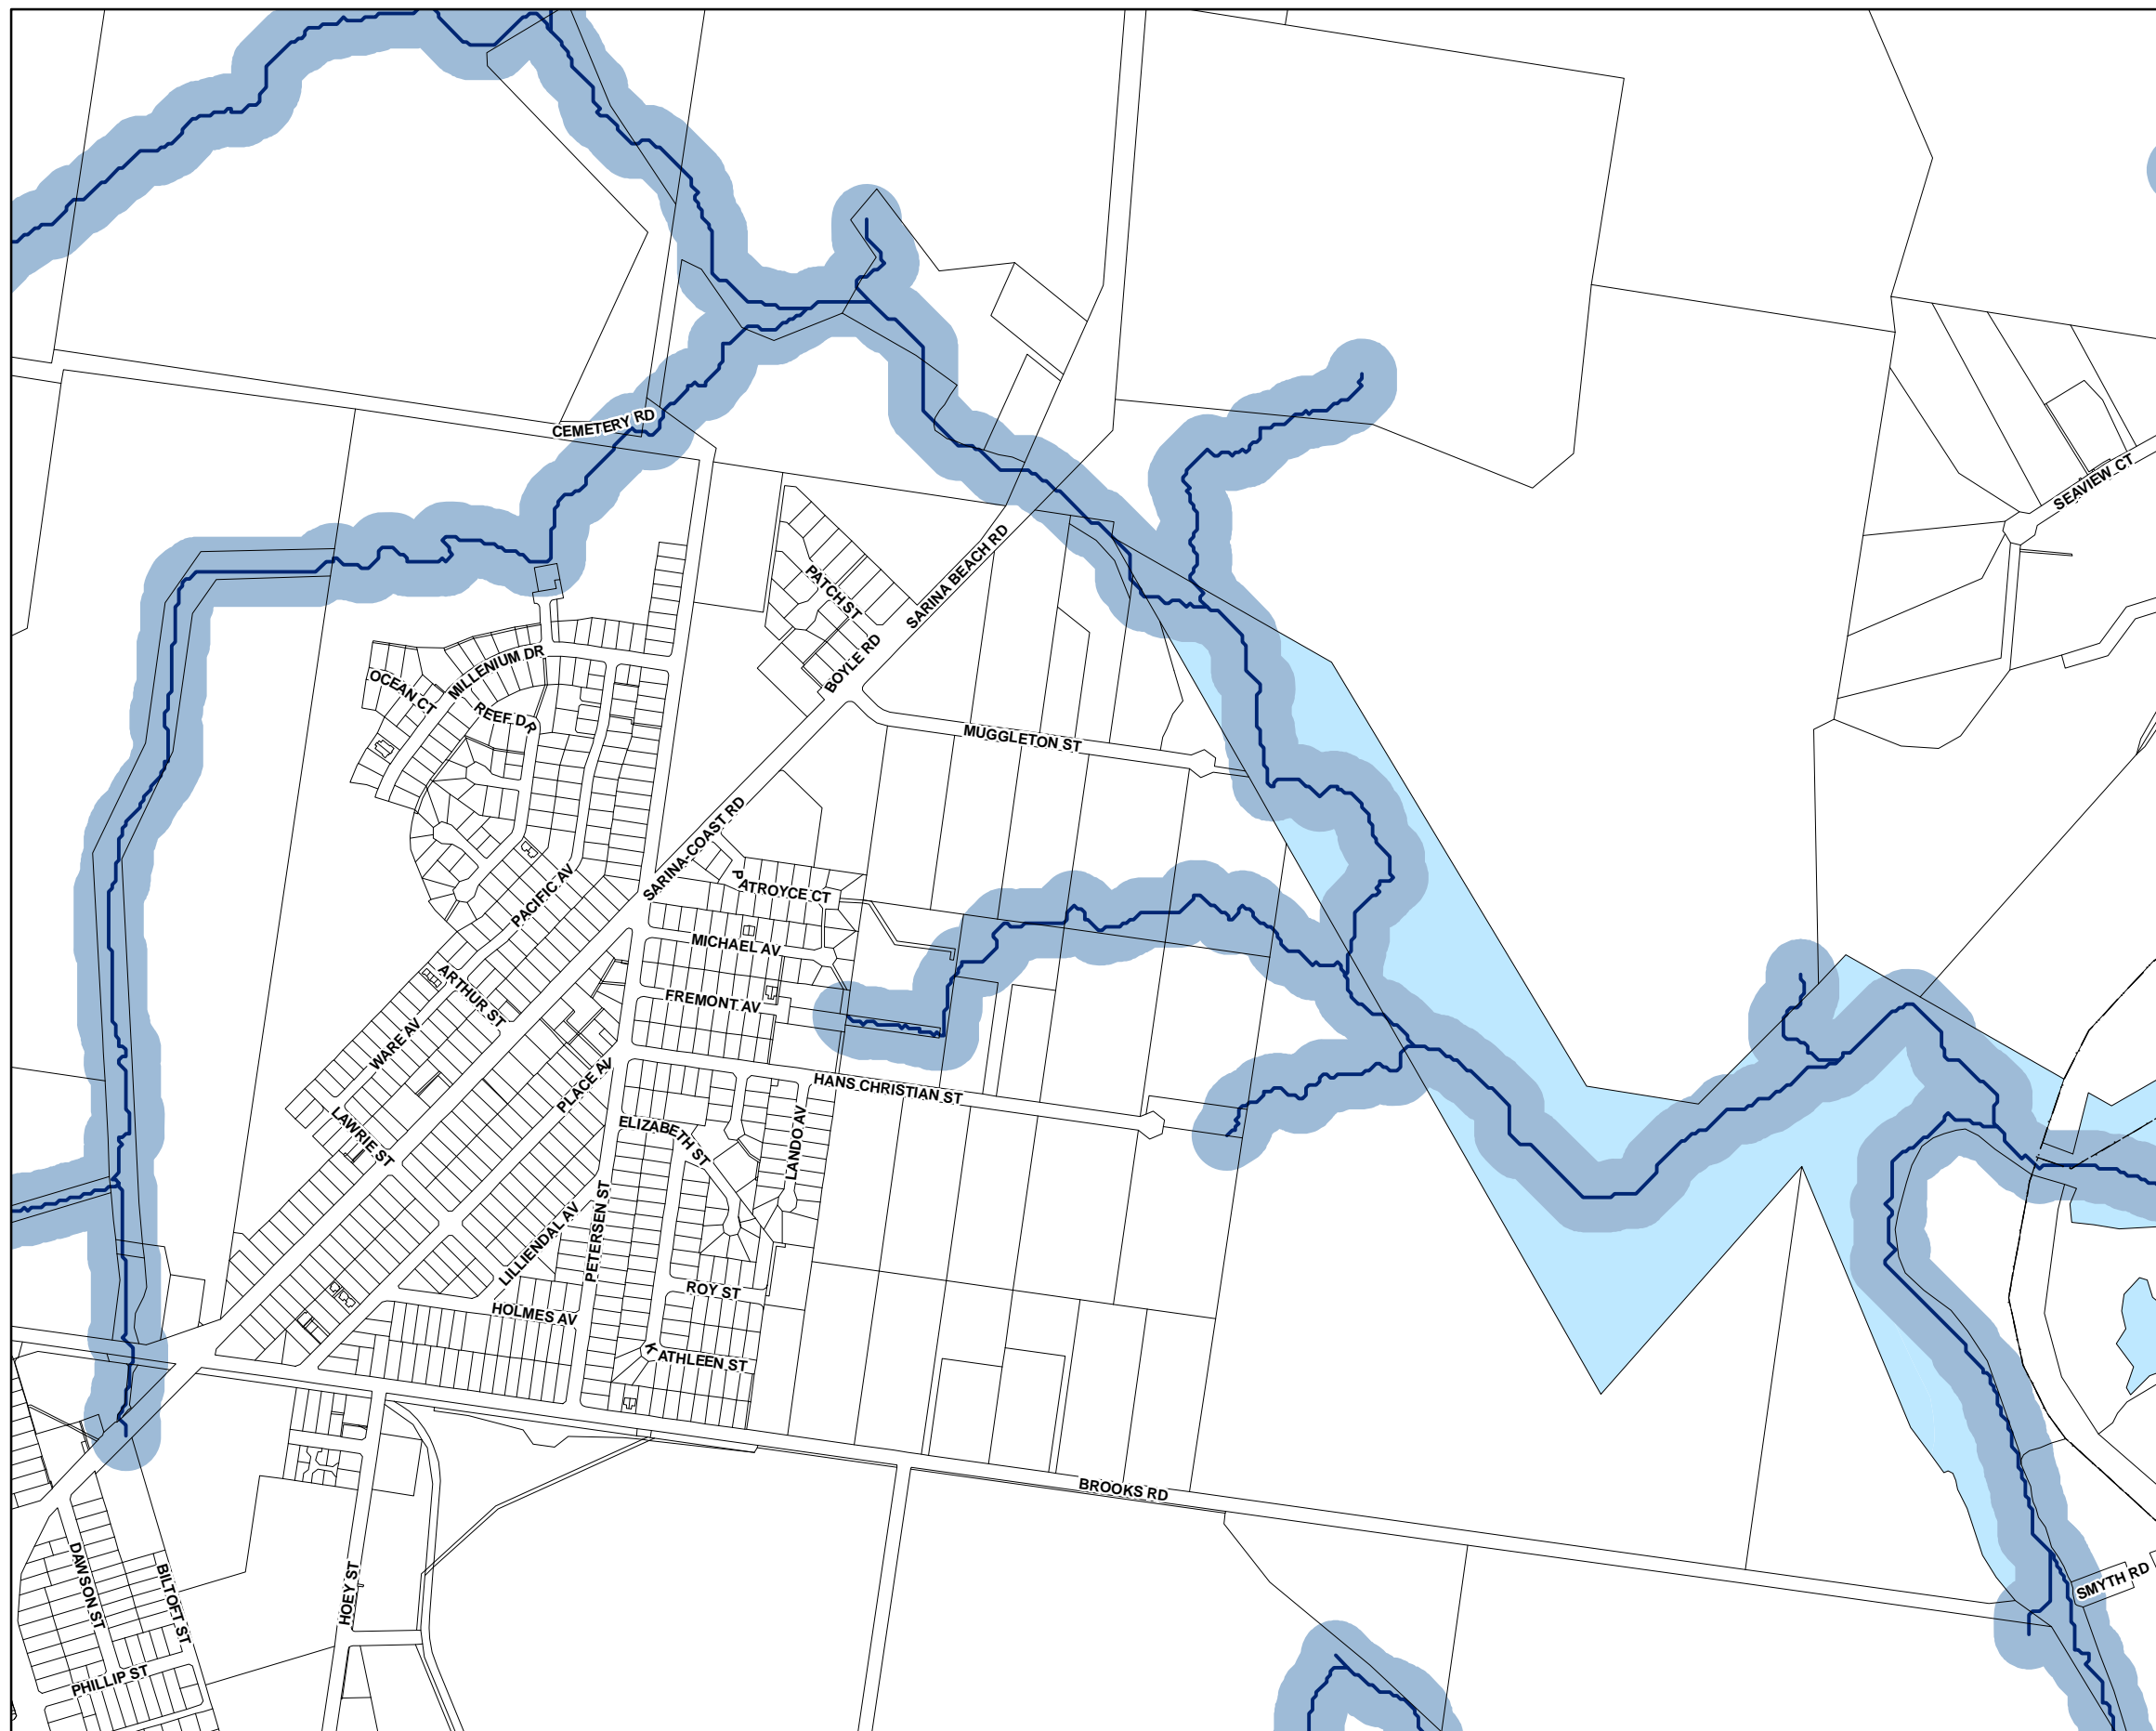 CEMETERY RD
SEAVIEW CT
SARINA BEACH RD
PATCH ST
BOYLE RD
MILLENIUM DR
OCEAN CT
REEF DR
MUGGLETON ST
SARINA-COAST RD
PACIFIC AV
PATROYCE CT
MICHAEL AV
ARTHUR ST
FREMONT AV
WARE AV
PLACE AV
HANS CHRISTIAN ST
LAWRIE ST
ELIZABETH ST
LANDO AV
PETERSEN ST
LILLIENDAL AV
ROY ST
HOLMES AV
KATHLEEN ST
BROOKS RD
DAWSON ST
BILTOFT ST
HOEY ST
SMYTH RD
PHILLIP ST